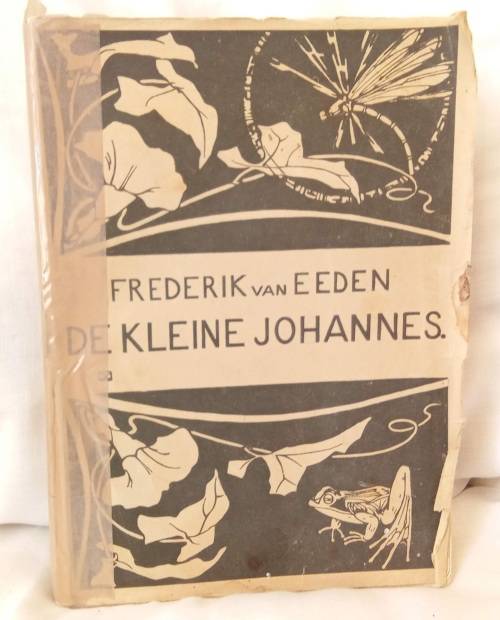 FREDERIK VAN EEDEN
DE KLEINE JOHANNES.